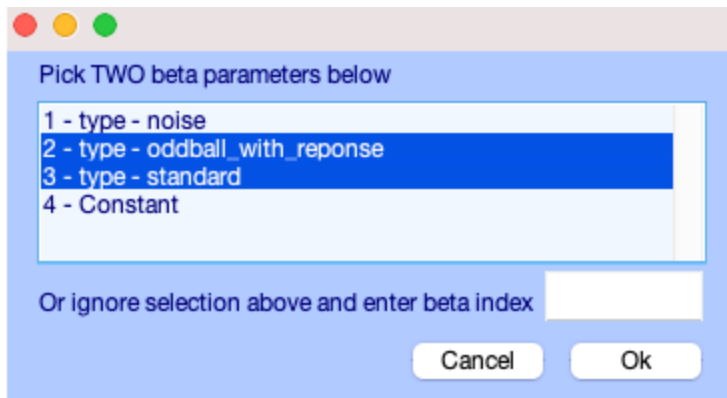 Pick TWO beta parameters below
1 - type - noise
2 - type - oddball_with_reponse
3 - type - standard
4 - Constant
Or ignore selection above and enter beta index
Cancel Ok